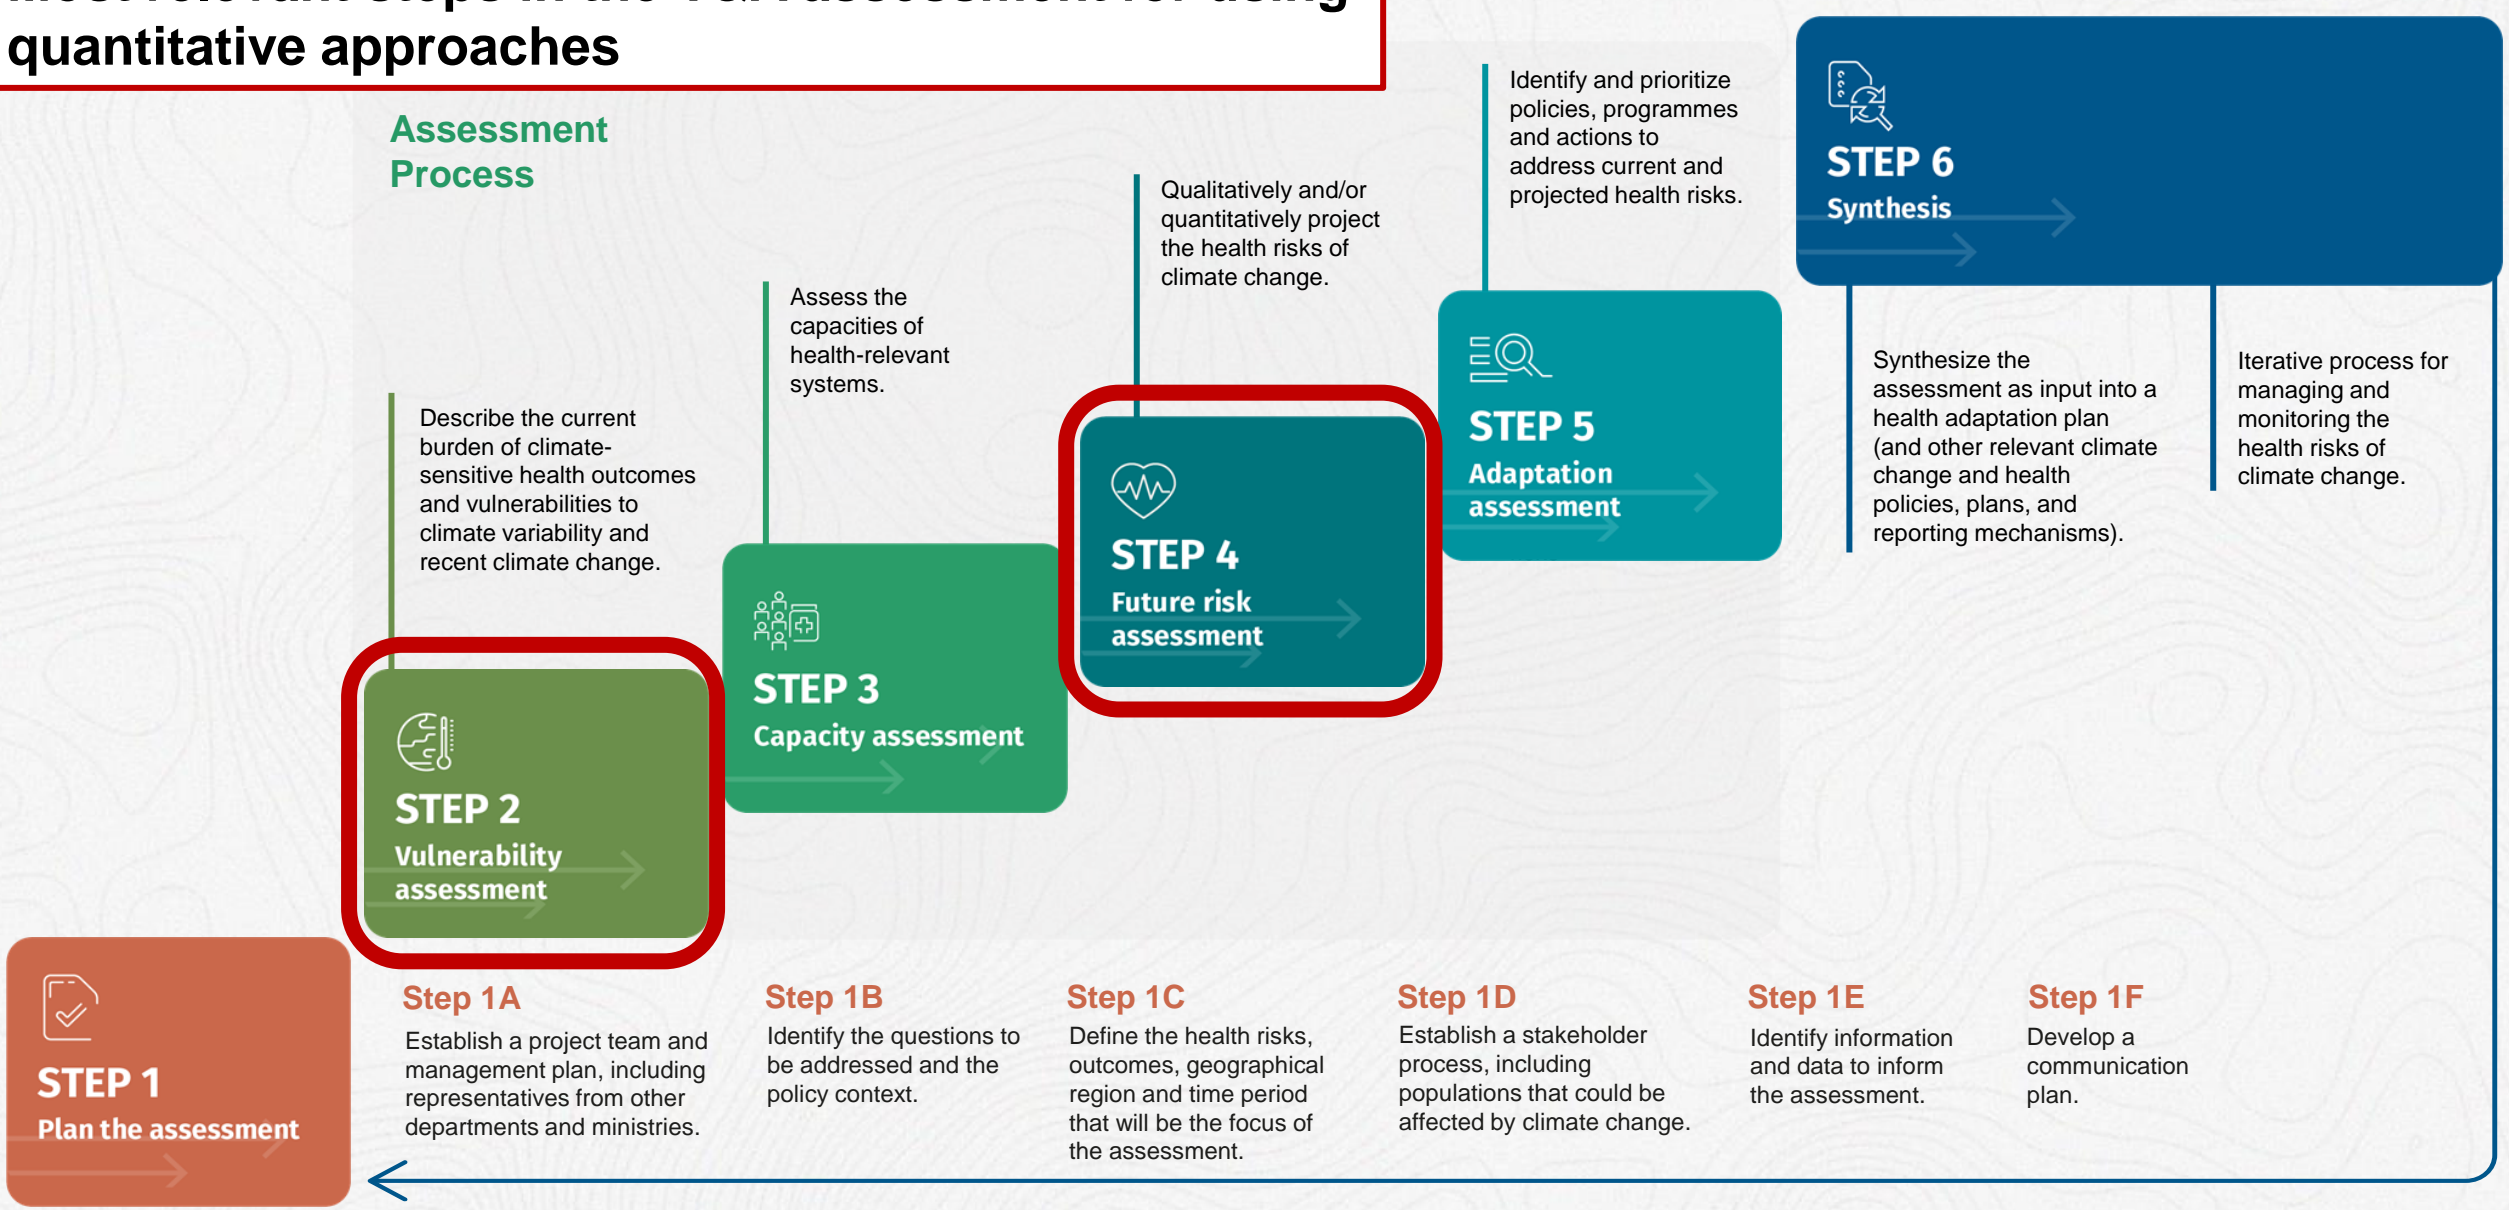 Most relevant steps in the V&A assessment for using
quantitative approaches
Assessment
Process
STEP 1
Plan the assessment
Step 1A
Establish a project team and
management plan, including
representatives from other
departments and ministries.
Step 1B
Identify the questions to
be addressed and the
policy context.
Step 1C
Define the health risks,
outcomes, geographical
region and time period
that will be the focus of
the assessment.
Step 1D
Establish a stakeholder
process, including
populations that could be
affected by climate change.
Step 1E
Identify information
and data to inform
the assessment.
Step 1F
Develop a
communication
plan.
Describe the current
burden of climate-
sensitive health outcomes
and vulnerabilities to
climate variability and
recent climate change.
STEP 2
Vulnerability
assessment
Assess the
capacities of
health-relevant
systems.
STEP 3
Capacity assessment
Qualitatively and/or
quantitatively project
the health risks of
climate change.
STEP 4
Future risk
assessment
Identify and prioritize
policies, programmes
and actions to
address current and
projected health risks.
STEP 5
Adaptation
assessment
STEP 6
Synthesis
Synthesize the
assessment as input into a
health adaptation plan
(and other relevant climate
change and health
policies, plans, and
reporting mechanisms).
Iterative process for
managing and
monitoring the
health risks of
climate change.